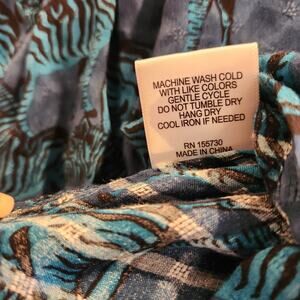 MACHINE WASH COLD
WITH LIKE COLORS
GENTLE CYCLE
DO NOT TUMBLE DRY
HANG DRY
COOL IRON IF NEEDED
RN 155730
MADE IN CHINA